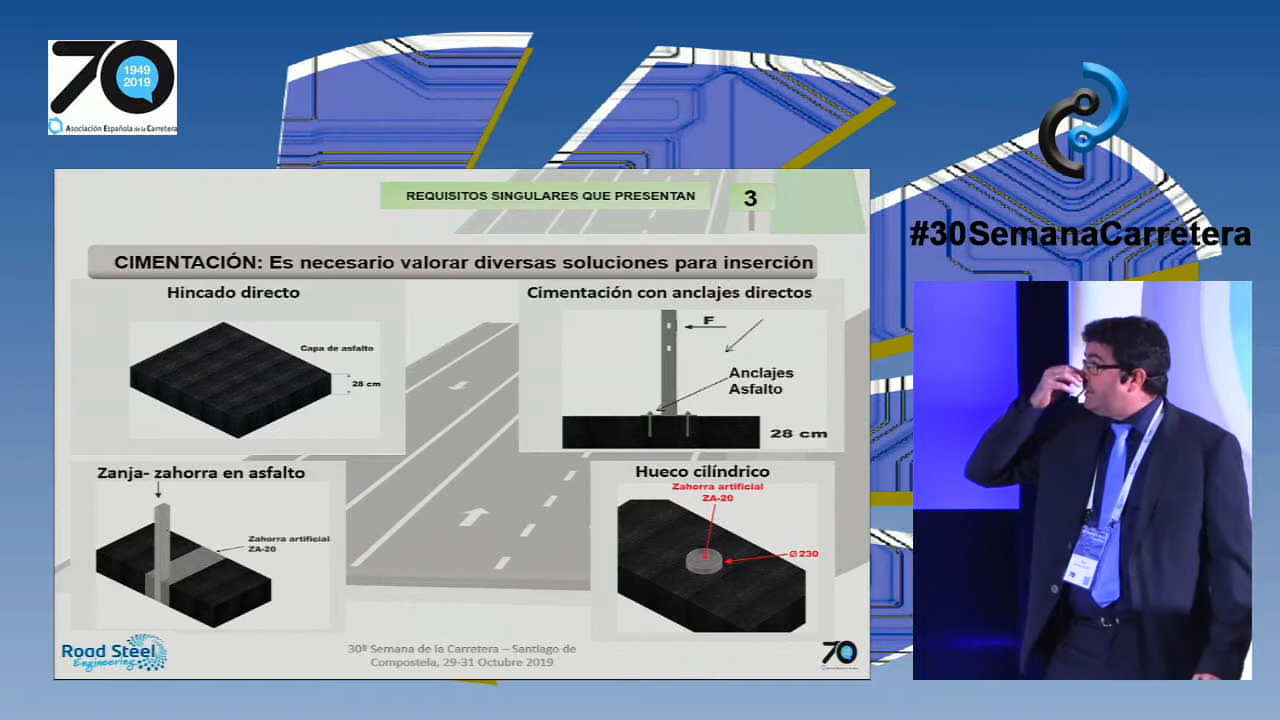 70
1949
2019
Asociación Española de la Carretera
#30SemanaCarretera
REQUISITOS SINGULARES QUE PRESENTAN
3
CIMENTACIÓN: Es necesario valorar diversas soluciones para inserción
Hincado directo
Capa de asfalto
28 cm
Cimentación con anclajes directos
F
Anclajes
Asfalto
28 cm
Zanja- zahorra en asfalto
Zahorra artificial
ZA-20
Hueco cilíndrico
Zahorra artificial
ZA-20
Ø 230
Road Steel
Engineering
30ª Semana de la Carretera – Santiago de
Compostela, 29-31 Octubre 2019
70